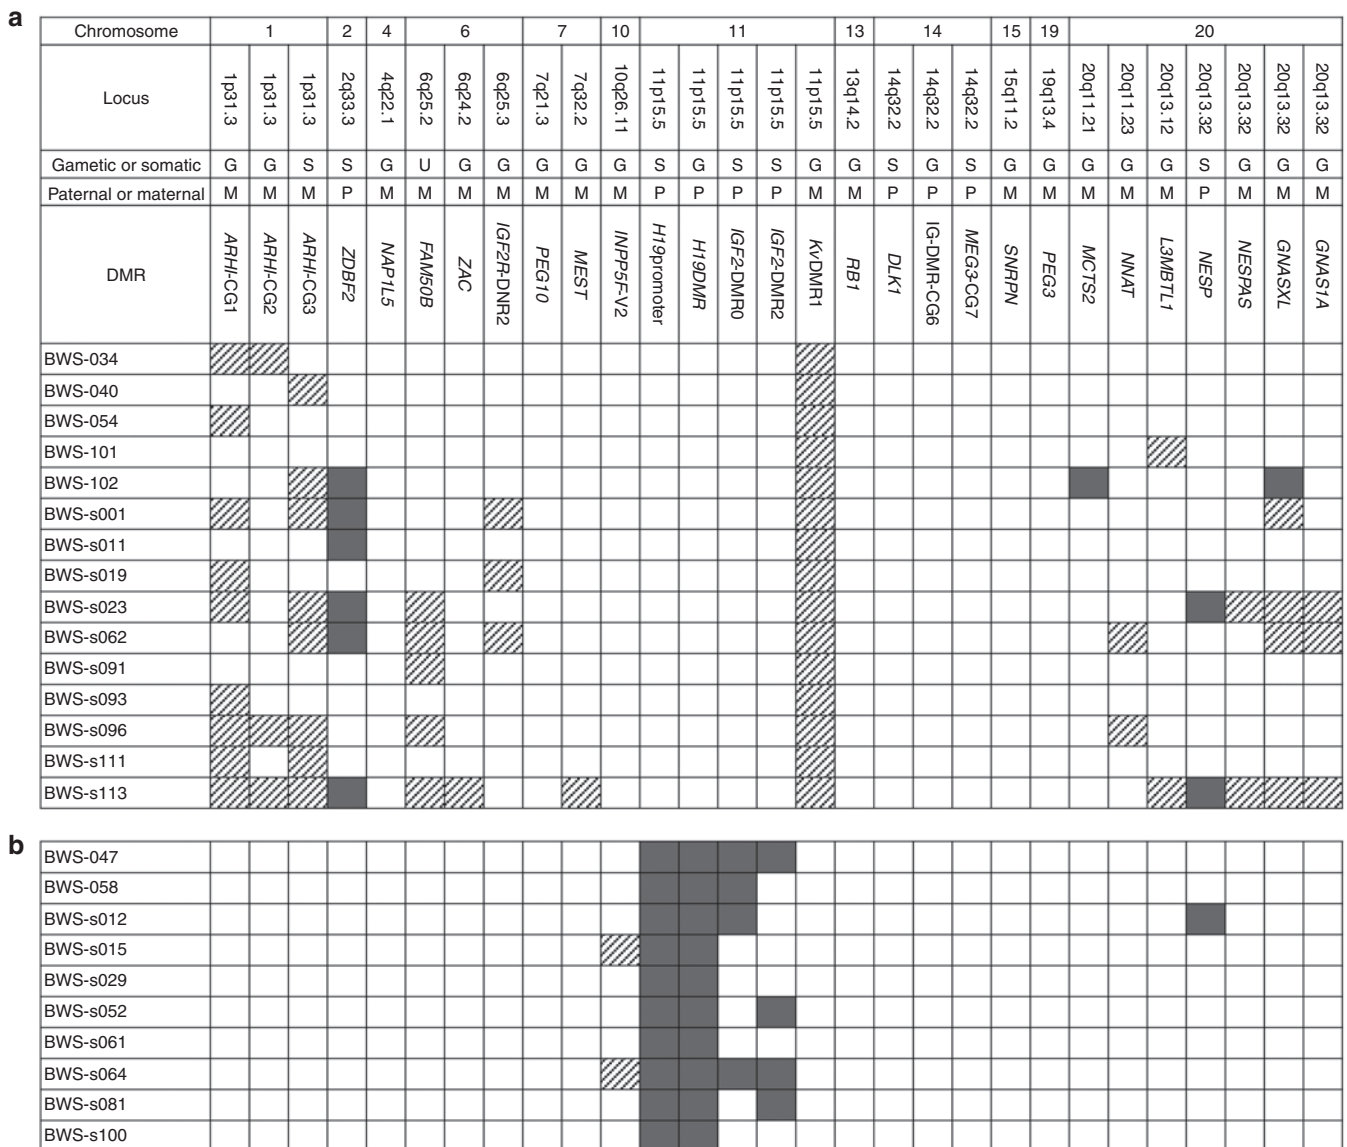 a
Chromosome 1 2 4 6 7 10 11 13 14 15 19 20
Locus 1p31.3 1p31.3 1p31.3 2q33.3 4q22.1 6q25.2 6q24.2 6q25.3 7q21.3 7q32.2 10q26.11 11p15.5 11p15.5 11p15.5 11p15.5 11p15.5 13q14.2 14q32.2 14q32.2 14q32.2 15q11.2 19q13.4 20q11.21 20q11.23 20q13.12 20q13.32 20q13.32 20q13.32 20q13.32
Gametic or somatic G G S S G U G G G G G S G S S G G S G S G G G G G S G G G
Paternal or maternal M M M P M M M M M M M P P P P M M P P P M M M M M P M M M
DMR ARHI-CG1 ARHI-CG2 ARHI-CG3 ZDBF2 NAP1L5 FAM50B ZAC IGF2R-DNR2 PEG10 MEST INPP5F-V2 H19promoter H19DMR IGF2-DMR0 IGF2-DMR2 KvDMR1 RB1 DLK1 IG-DMR-CG6 MEG3-CG7 SNRPN PEG3 MCTS2 NNAT L3MBTL1 NESP NESPAS GNASXL GNAS1A
BWS-034
BWS-040
BWS-054
BWS-101
BWS-102
BWS-s001
BWS-s011
BWS-s019
BWS-s023
BWS-s062
BWS-s091
BWS-s093
BWS-s096
BWS-s111
BWS-s113
b
BWS-047
BWS-058
BWS-s012
BWS-s015
BWS-s029
BWS-s052
BWS-s061
BWS-s064
BWS-s081
BWS-s100